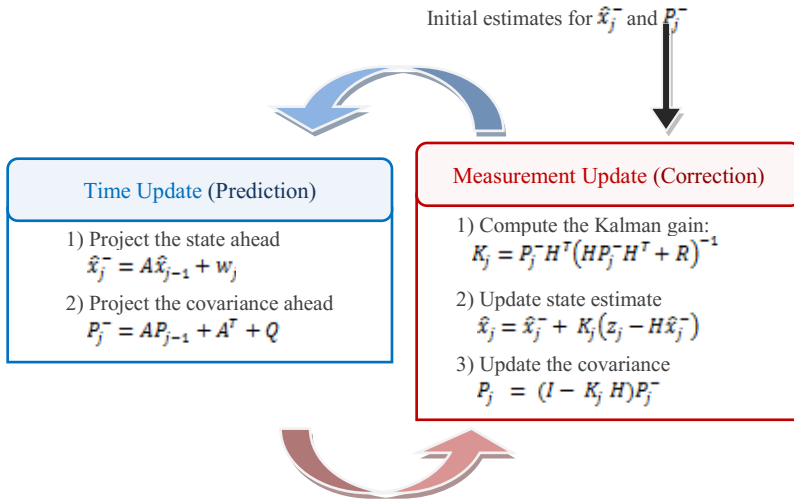 Initial estimates for x̂ⱼ⁻ and Pⱼ⁻
Time Update (Prediction)
1) Project the state ahead
x̂ⱼ⁻ = Ax̂ⱼ₋₁ + wⱼ
2) Project the covariance ahead
Pⱼ⁻ = APⱼ₋₁ + Aᵀ + Q
Measurement Update (Correction)
1) Compute the Kalman gain:
Kⱼ = Pⱼ⁻Hᵀ(HPⱼ⁻Hᵀ + R)⁻¹
2) Update state estimate
x̂ⱼ = x̂ⱼ⁻ + Kⱼ(zⱼ − Hx̂ⱼ⁻)
3) Update the covariance
Pⱼ = (I − Kⱼ H)Pⱼ⁻